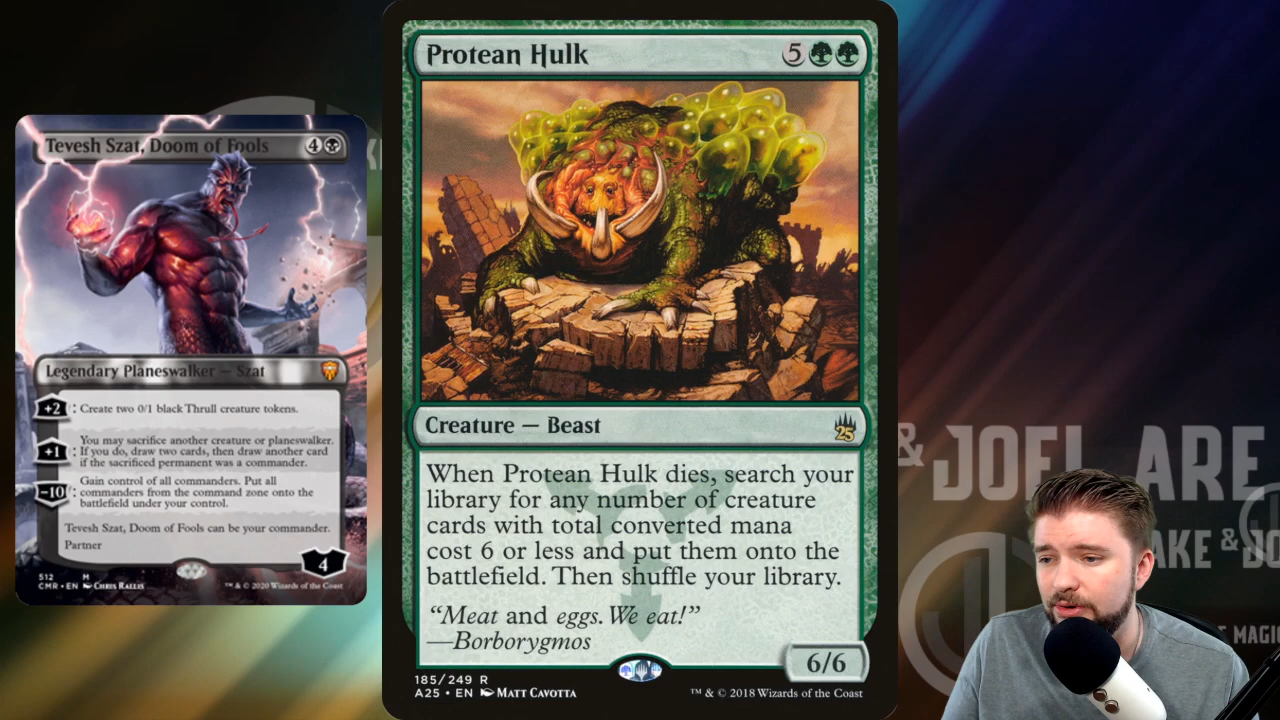 Tevesh Szat, Doom of Fools 4
Legendary Planeswalker — Szat
+2 : Create two 0/1 black Thrull creature tokens.
You may sacrifice another creature or planeswalker.
+1 : If you do, draw two cards, then draw another card
if the sacrificed permanent was a commander.
Gain control of all commanders. Put all
−10 : commanders from the command zone onto the
battlefield under your control.
Tevesh Szat, Doom of Fools can be your commander.
Partner
4
512 M
CMR • EN Chris Rallis
™ & © 2020 Wizards of the Coast
Protean Hulk 5
Creature — Beast
25
When Protean Hulk dies, search your
library for any number of creature
cards with total converted mana
cost 6 or less and put them onto the
battlefield. Then shuffle your library.
“Meat and eggs. We eat!”
—Borborygmos
6/6
185/249 R
A25 • EN Matt Cavotta
™ & © 2018 Wizards of the Coast
& JOEL ARE
AKE & JO
MAGIC